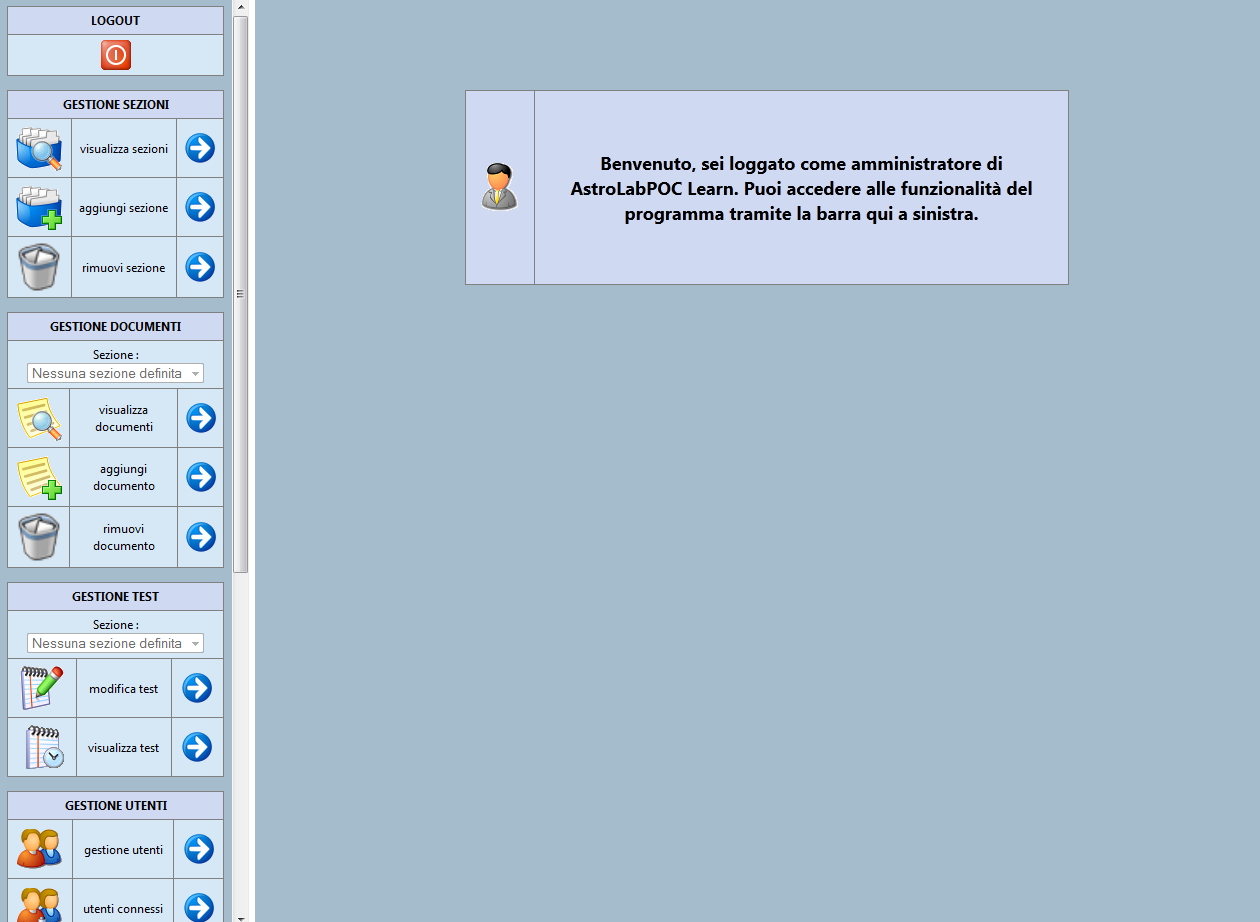 LOGOUT
GESTIONE SEZIONI
visualizza sezioni
aggiungi sezione
rimuovi sezione
GESTIONE DOCUMENTI
Sezione :
Nessuna sezione definita
visualizza
documenti
aggiungi
documento
rimuovi
documento
GESTIONE TEST
Sezione :
Nessuna sezione definita
modifica test
visualizza test
GESTIONE UTENTI
gestione utenti
utenti connessi
Benvenuto, sei loggato come amministratore di
AstroLabPOC Learn. Puoi accedere alle funzionalità del
programma tramite la barra qui a sinistra.